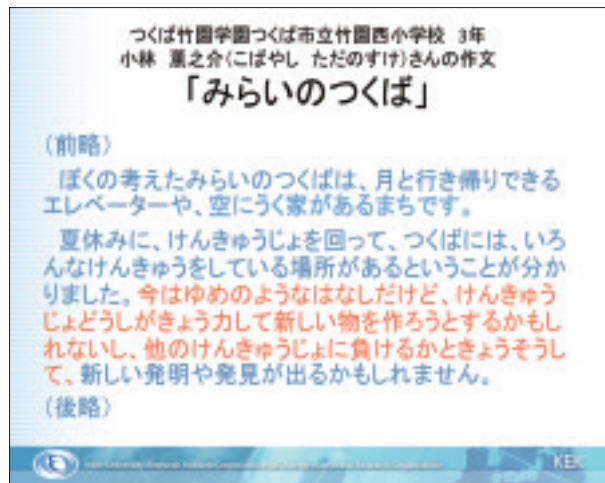 つくば竹園学園つくば市立竹園西小学校 3年
小林 薫之介(こばやし ただのすけ)さんの作文
「みらいのつくば」
(前略)
ぼくの考えたみらいのつくばは、月と行き帰りできる
エレベーターや、空にうく家があるまちです。
夏休みに、けんきゅうじょを回って、つくばには、いろ
んなけんきゅうをしている場所があるということが分か
りました。今はゆめのようなはなしだけど、けんきゅう
じょどうしがきょう力して新しい物を作ろうとするかもし
れないし、他のけんきゅうじょに負けるかときょうそうし
て、新しい発明や発見が出るかもしれません。
(後略)
KEK